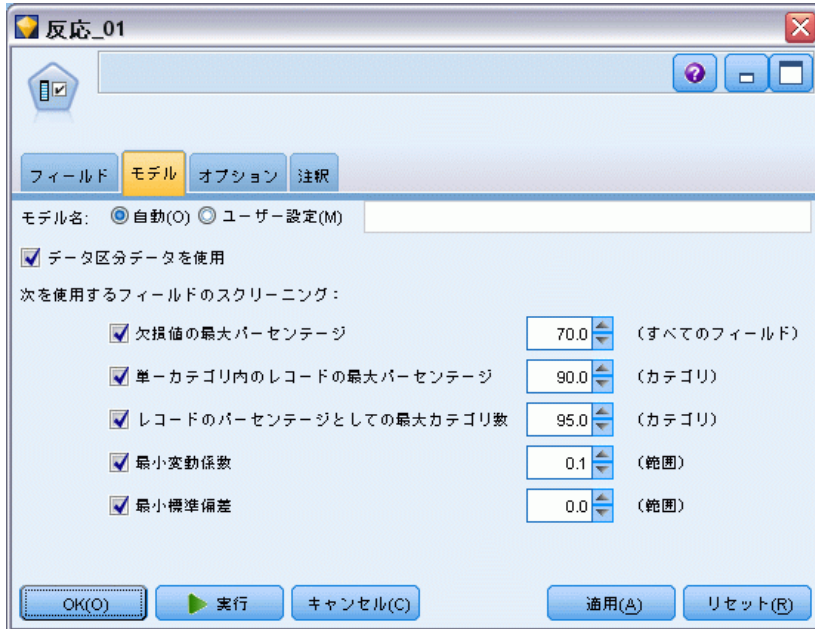 反応_01
フィールド モデル オプション 注釈
モデル名: 自動(O) ユーザー設定(M)
データ区分データを使用
次を使用するフィールドのスクリーニング:
欠損値の最大パーセンテージ 70.0 (すべてのフィールド)
単一カテゴリ内のレコードの最大パーセンテージ 90.0 (カテゴリ)
レコードのパーセンテージとしての最大カテゴリ数 95.0 (カテゴリ)
最小変動係数 0.1 (範囲)
最小標準偏差 0.0 (範囲)
OK(O) 実行 キャンセル(C) 適用(A) リセット(R)